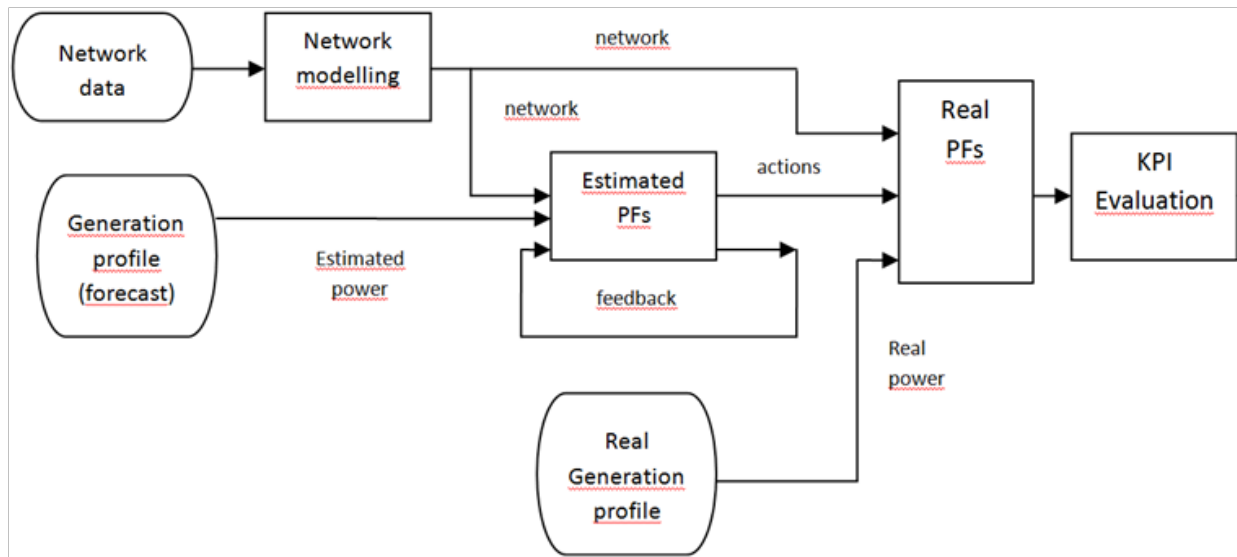 Network
data
Network
modelling
network
network
Real
PFs
KPI
Evaluation
Estimated
PFs
actions
Generation
profile
(forecast)
Estimated
power
feedback
Real
power
Real
Generation
profile